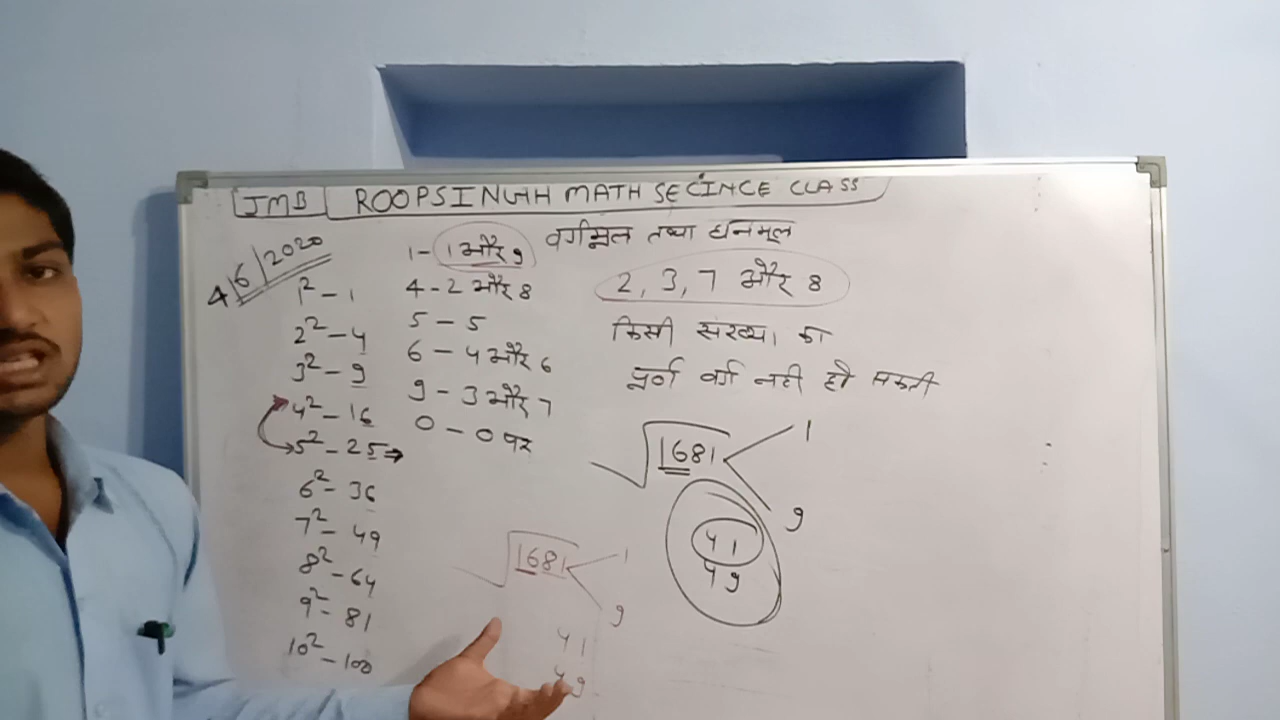 JMB ROOPSINGH MATH SECINCE CLASS
4/6/2020
वर्गमूल तथा घनमूल
1² - 1
2² - 4
3² - 9
4² - 16
5² - 25 →
6² - 36
7² - 49
8² - 64
9² - 81
10² - 100
1 - 1 और 9
4 - 2 और 8
5 - 5
6 - 4 और 6
9 - 3 और 7
0 - 0 पर
2, 3, 7 और 8
किसी संख्या का
पूर्ण वर्ग नही हो सकती
√1681
1
9
41
49
√1681
1
9
41
49